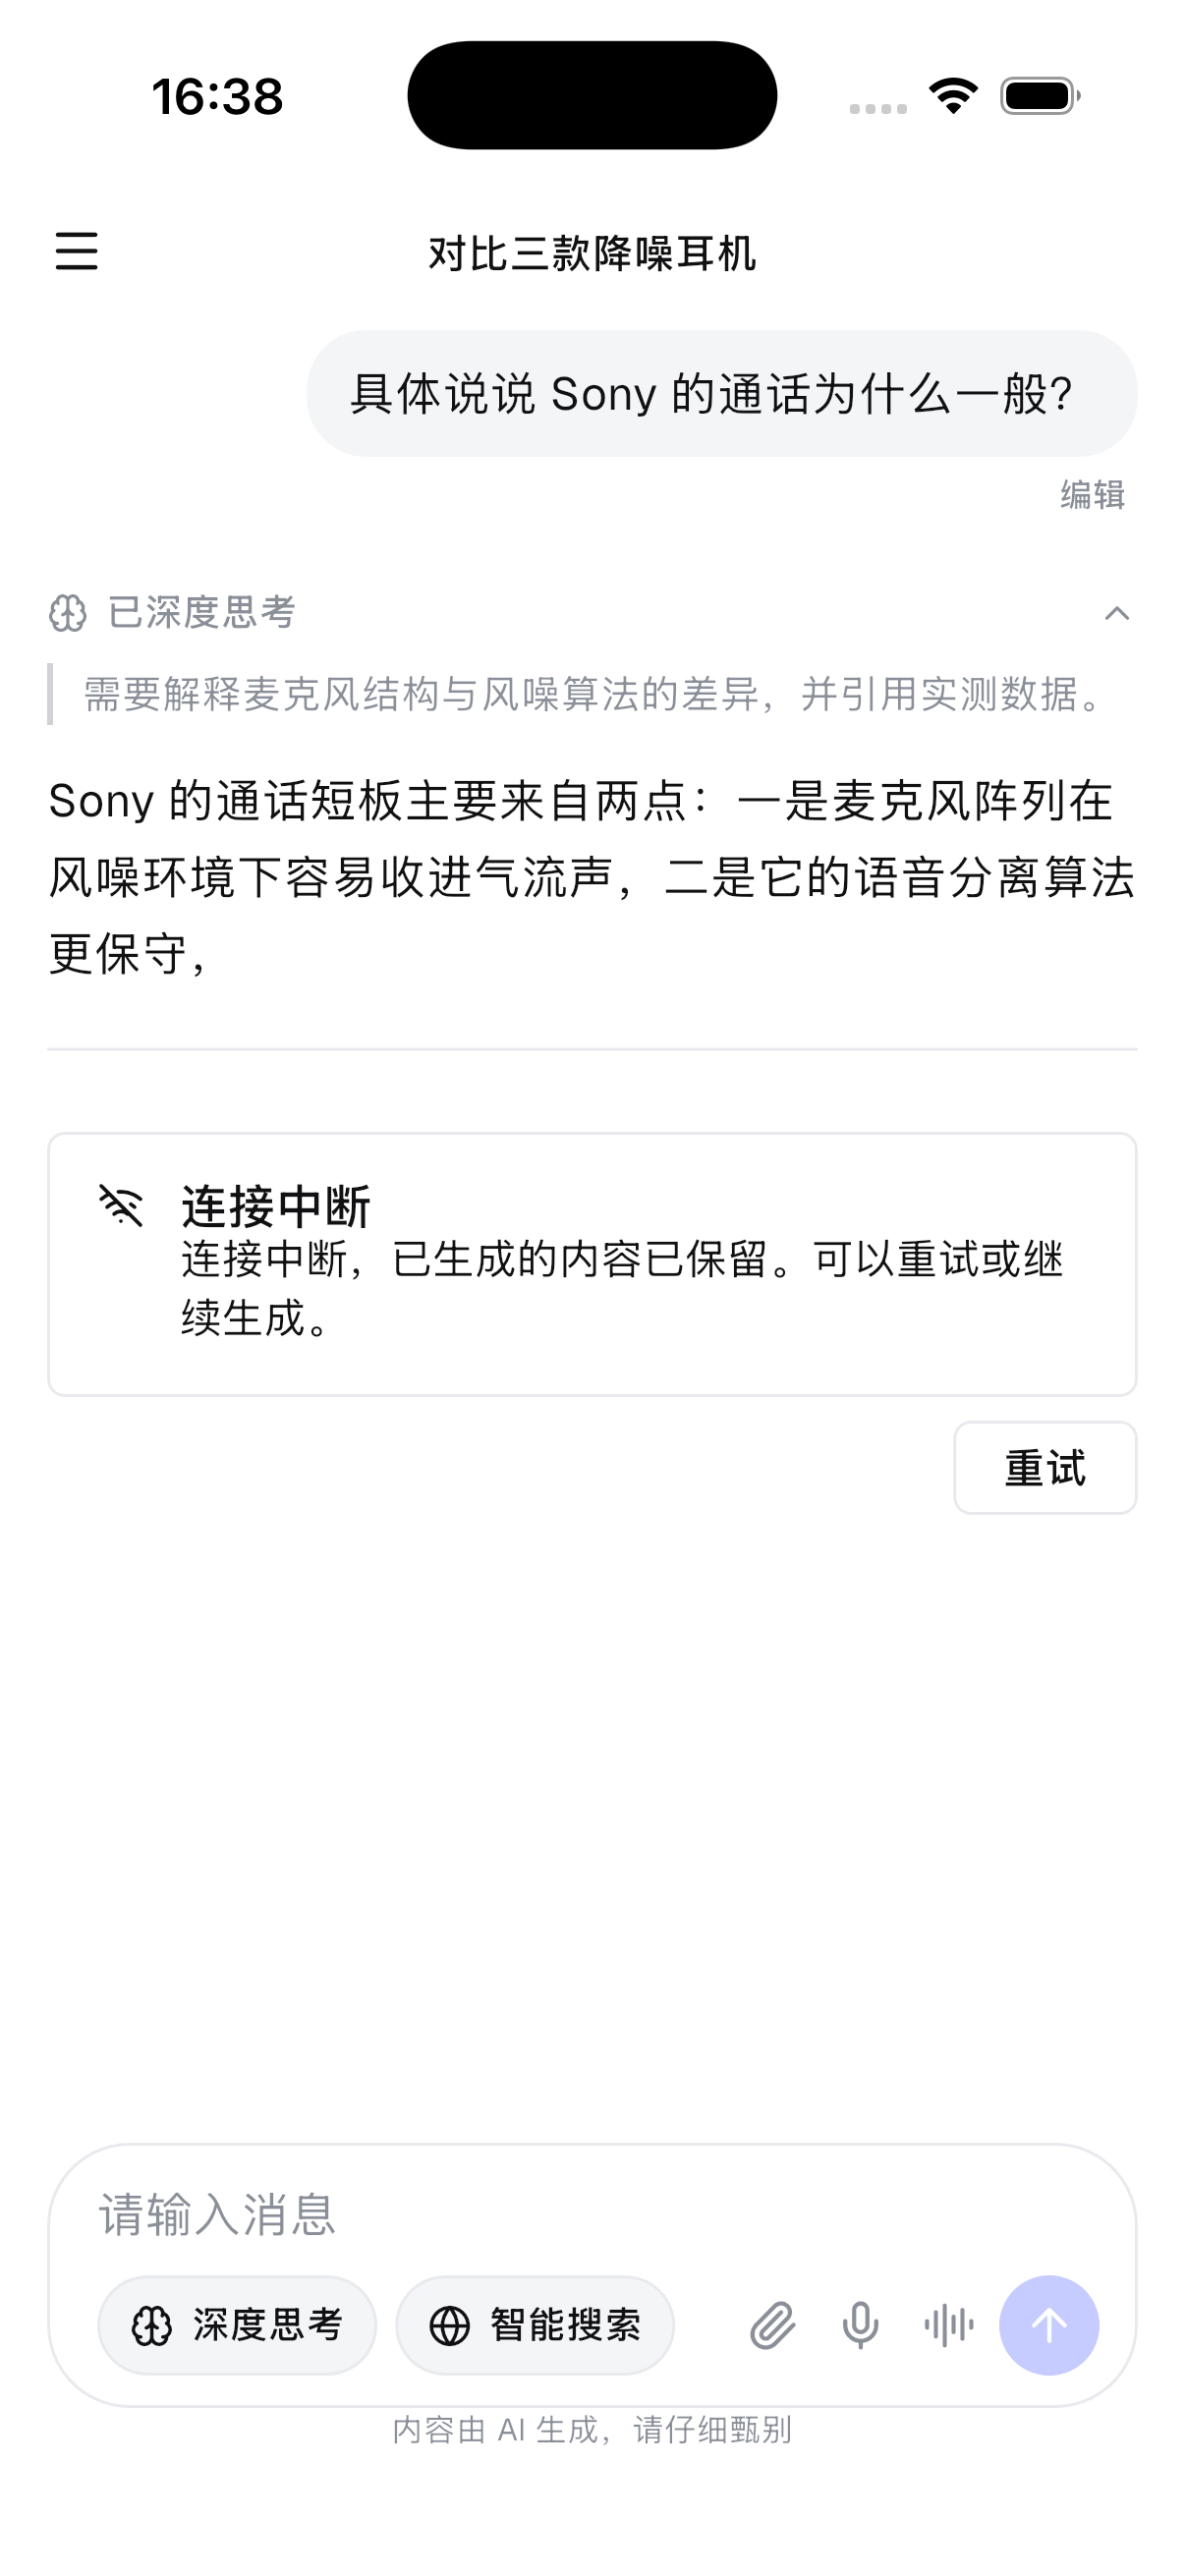 16:38
对比三款降噪耳机
具体说说 Sony 的通话为什么一般?
编辑
已深度思考
需要解释麦克风结构与风噪算法的差异，并引用实测数据。
Sony 的通话短板主要来自两点：一是麦克风阵列在
风噪环境下容易收进气流声，二是它的语音分离算法
更保守，
连接中断
连接中断，已生成的内容已保留。可以重试或继
续生成。
重试
请输入消息
深度思考 智能搜索
内容由 AI 生成，请仔细甄别